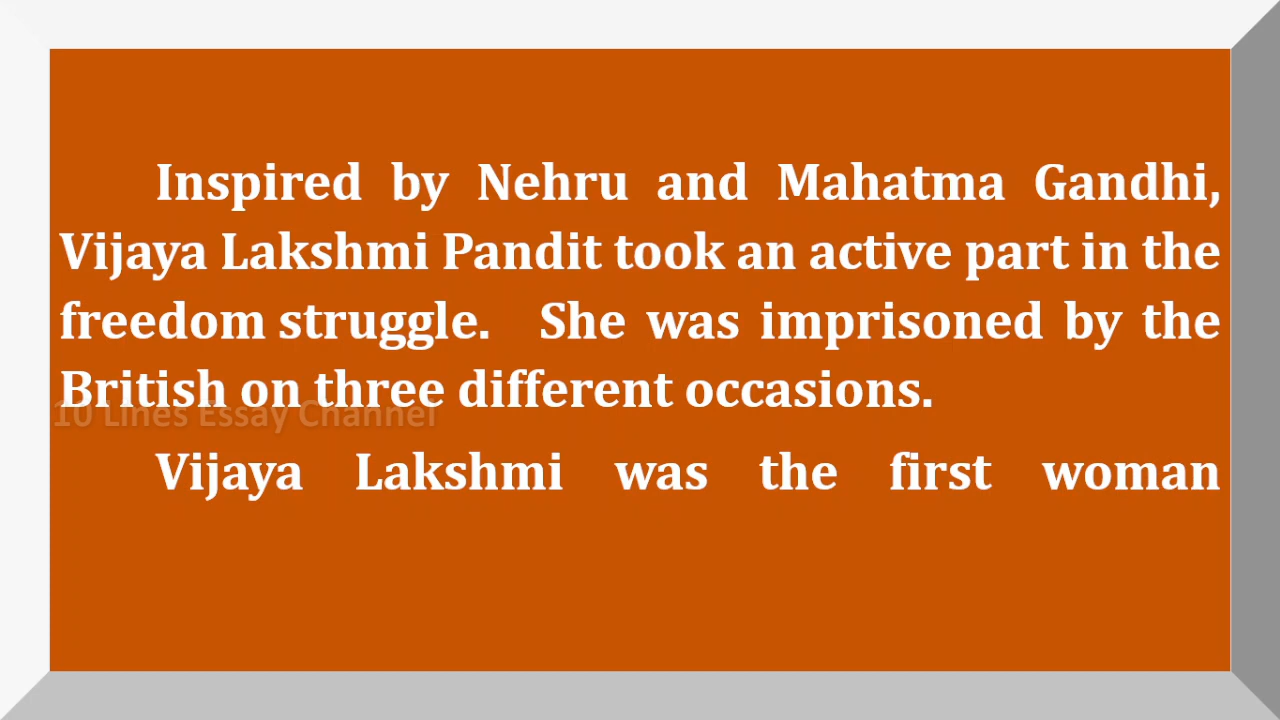 Inspired by Nehru and Mahatma Gandhi,
Vijaya Lakshmi Pandit took an active part in the
freedom struggle. She was imprisoned by the
British on three different occasions.
10 Lines Essay Channel
Vijaya Lakshmi was the first woman